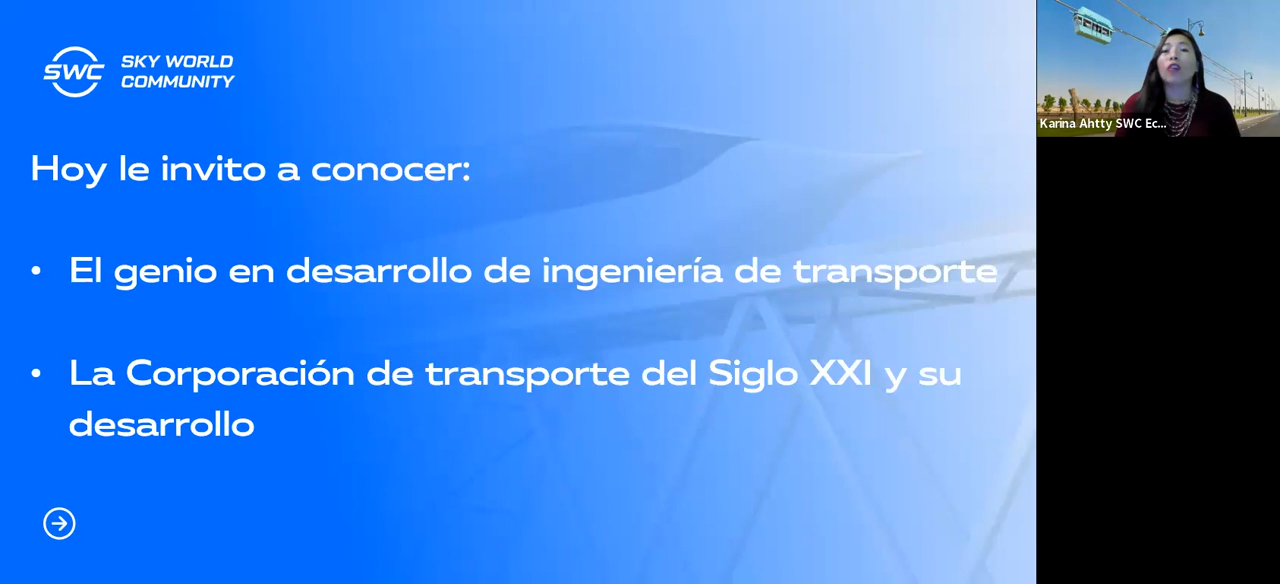 SWC
SKY WORLD
COMMUNITY
Hoy le invito a conocer:
• El genio en desarrollo de ingeniería de transporte
• La Corporación de transporte del Siglo XXI y su
desarrollo
Karina Ahtty SWC Ec...